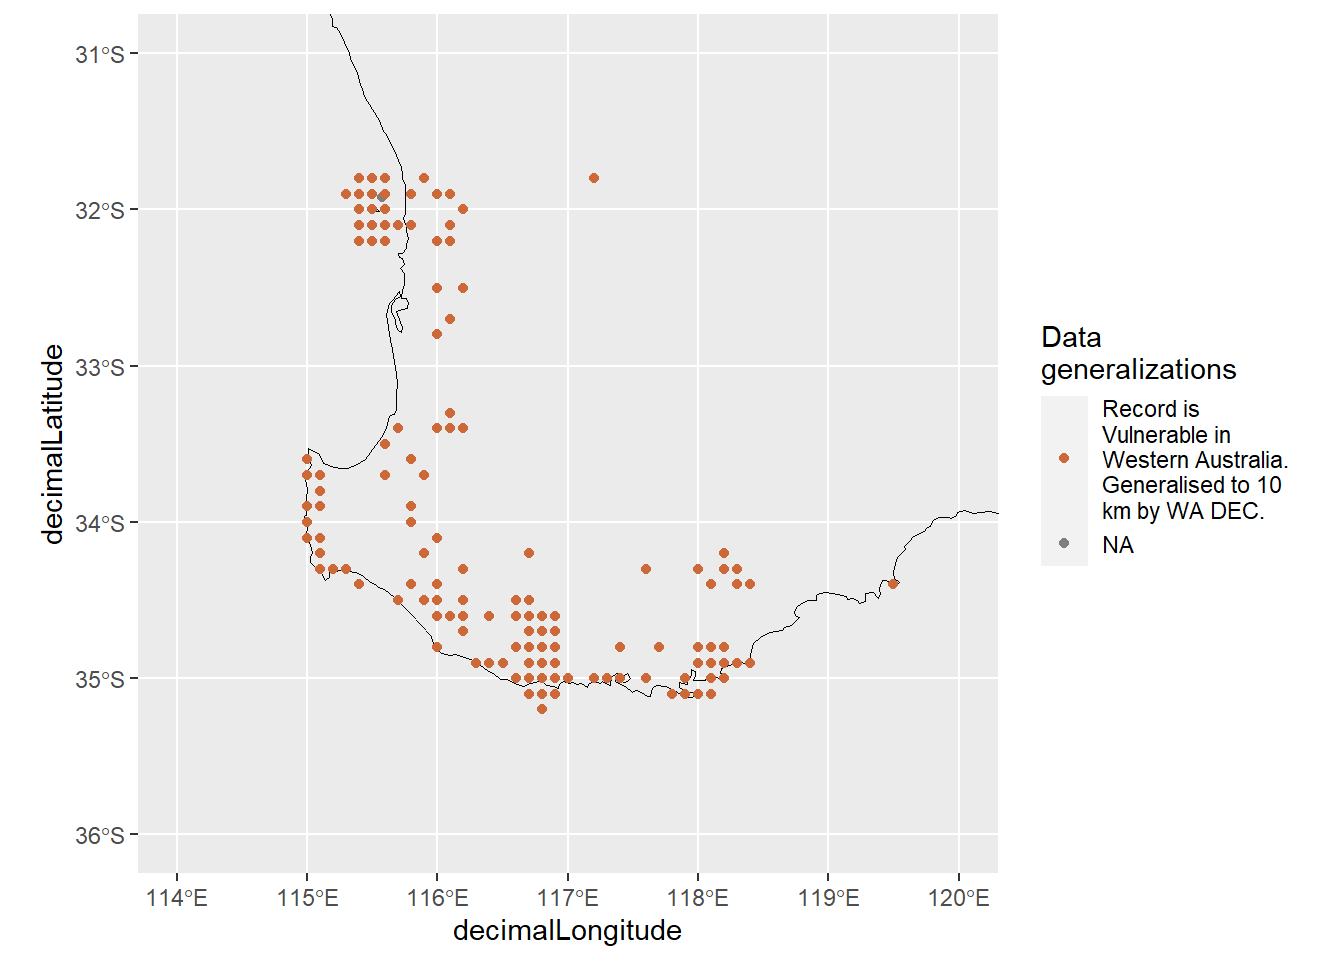 31°S
32°S
33°S
34°S
35°S
36°S
decimalLatitude
114°E
115°E
116°E
117°E
118°E
119°E
120°E
decimalLongitude
Data
generalizations
Record is
Vulnerable in
Western Australia.
Generalised to 10
km by WA DEC.
NA